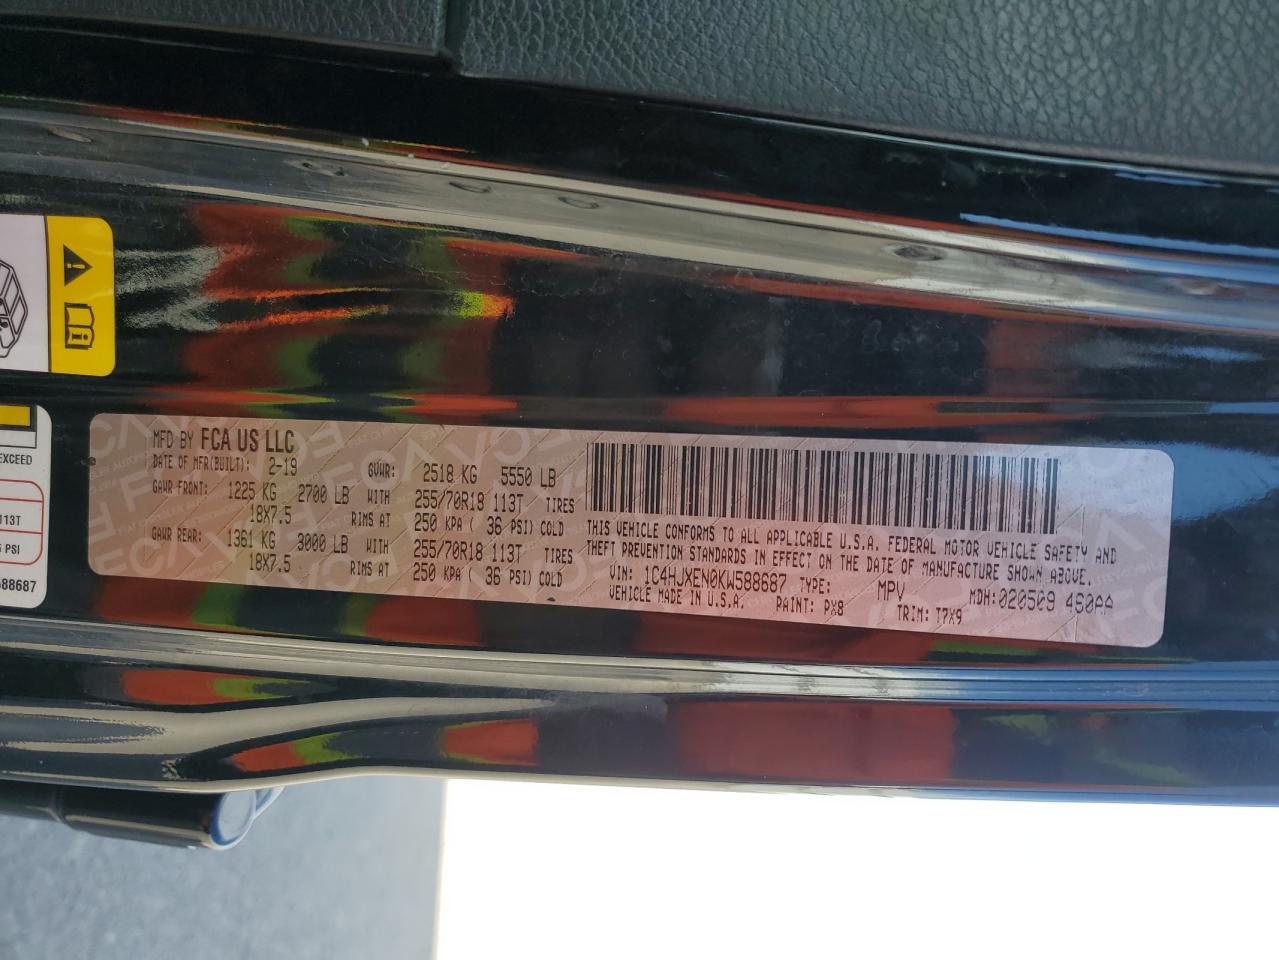 EXCEED
113T
PSI
588687
MFD BY FCA US LLC
DATE OF MFR(BUILT): 2-19 GVWR: 2518 KG 5550 LB
GAWR FRONT: 1225 KG 2700 LB WITH 255/70R18 113T TIRES
18X7.5 RIMS AT 250 KPA ( 36 PSI) COLD
GAWR REAR: 1361 KG 3000 LB WITH 255/70R18 113T TIRES
18X7.5 RIMS AT 250 KPA ( 36 PSI) COLD
THIS VEHICLE CONFORMS TO ALL APPLICABLE U.S.A. FEDERAL MOTOR VEHICLE SAFETY AND
THEFT PREVENTION STANDARDS IN EFFECT ON THE DATE OF MANUFACTURE SHOWN ABOVE.
VIN: 1C4HJXEN0KW588687 TYPE: MPV MDH:020509 450AA
VEHICLE MADE IN U.S.A. PAINT: PX8 TRIM: T7X9